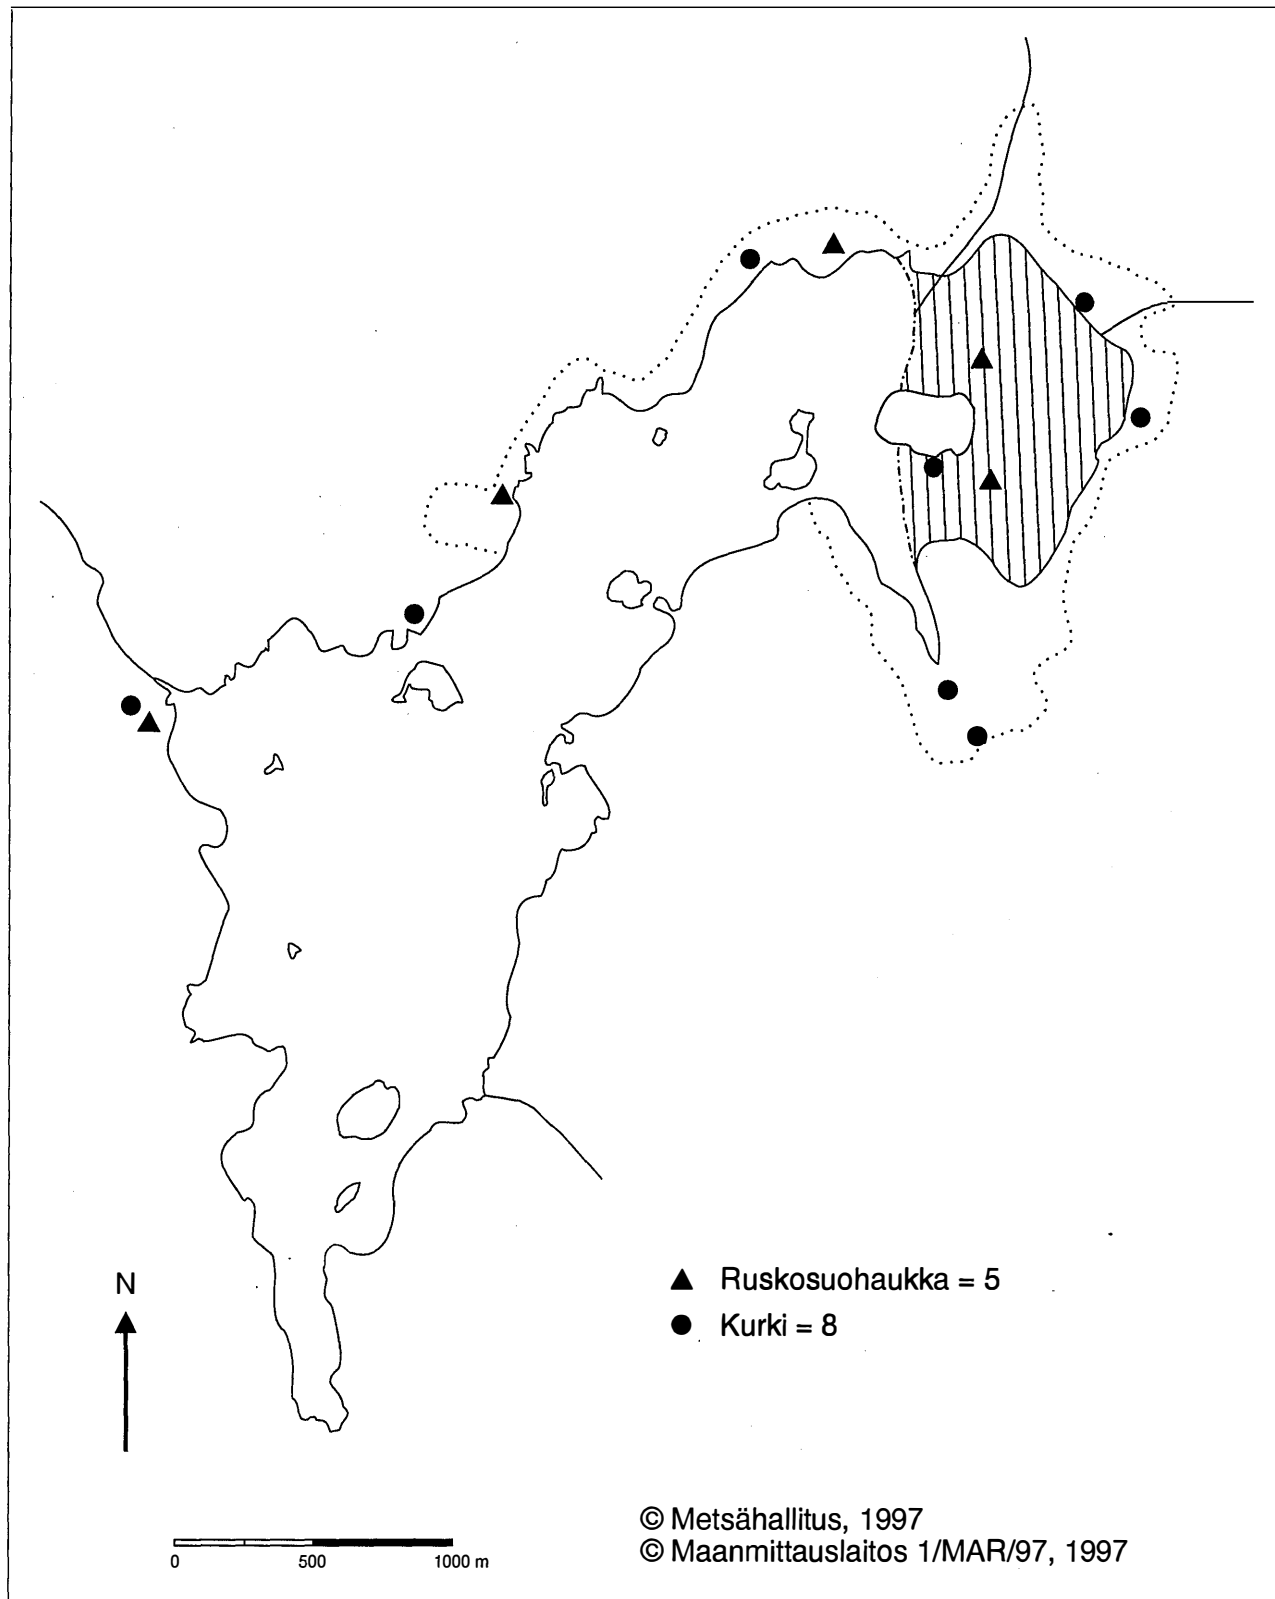 N
Ruskosuohaukka = 5
Kurki = 8
0 500 1000 m
© Metsähallitus, 1997
© Maanmittauslaitos 1/MAR/97, 1997